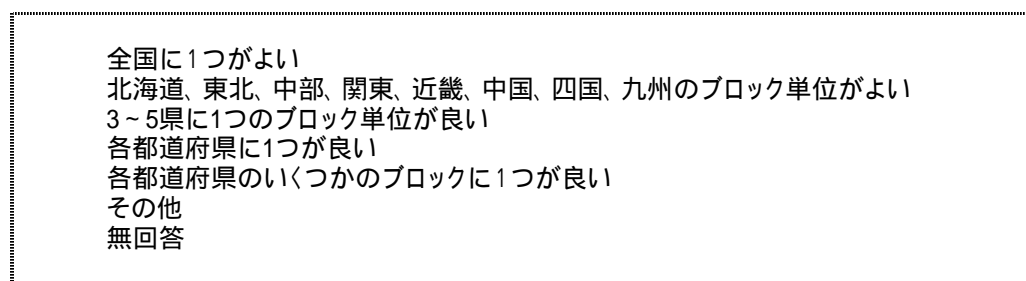 全国に1つがよい
北海道、東北、中部、関東、近畿、中国、四国、九州のブロック単位がよい
3~5県に1つのブロック単位が良い
各都道府県に1つが良い
各都道府県のいくつかのブロックに1つが良い
その他
無回答